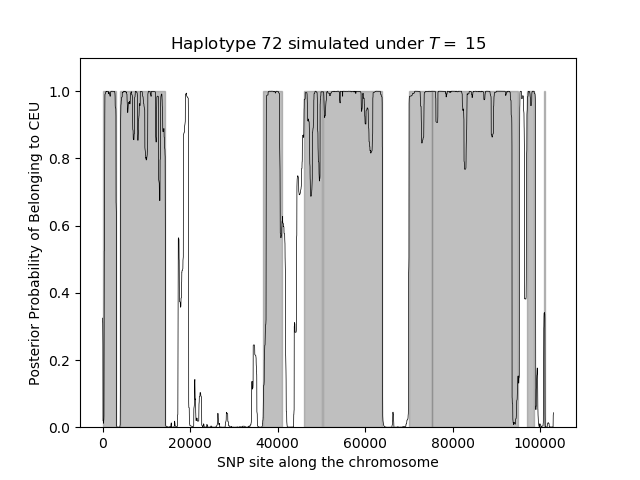 Haplotype 72 simulated under T = 15
Posterior Probability of Belonging to CEU
1.0
0.8
0.6
0.4
0.2
0.0
0 20000 40000 60000 80000 100000
SNP site along the chromosome